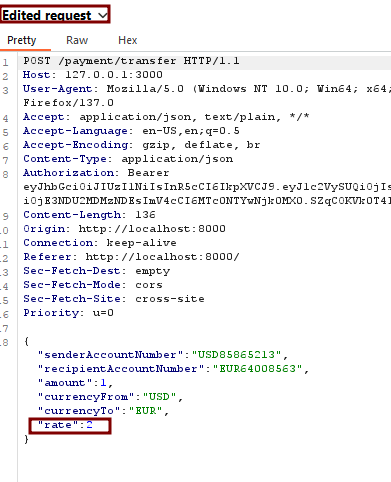 Edited request
Pretty Raw Hex
1 POST /payment/transfer HTTP/1.1
2 Host: 127.0.0.1:3000
3 User-Agent: Mozilla/5.0 (Windows NT 10.0; Win64; x64;
Firefox/137.0
4 Accept: application/json, text/plain, */*
5 Accept-Language: en-US,en;q=0.5
6 Accept-Encoding: gzip, deflate, br
7 Content-Type: application/json
8 Authorization: Bearer
9 Content-Length: 136
10 Origin: http://localhost:8000
11 Connection: keep-alive
12 Referer: http://localhost:8000/
13 Sec-Fetch-Dest: empty
14 Sec-Fetch-Mode: cors
15 Sec-Fetch-Site: cross-site
16 Priority: u=0
17
18 {
"senderAccountNumber":"USD85865213",
"recipientAccountNumber":"EUR64008563",
"amount":1,
"currencyFrom":"USD",
"currencyTo":"EUR",
"rate":2
}